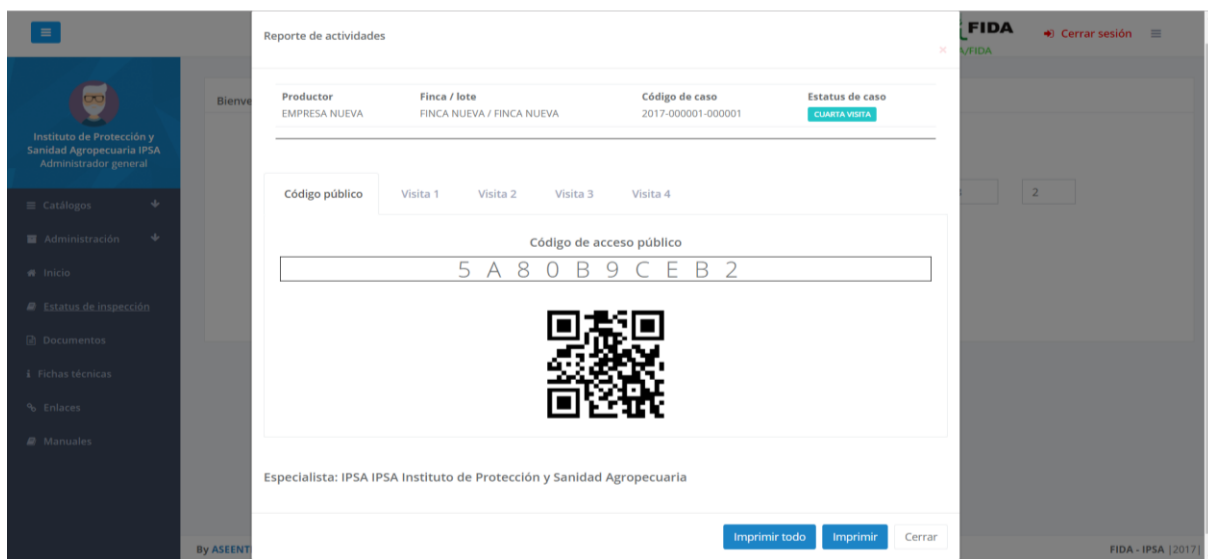 Reporte de actividades
×
FIDA
/FIDA
Cerrar sesión
Instituto de Protección y
Sanidad Agropecuaria IPSA
Administrador general
Catálogos
Administración
Inicio
Estatus de inspección
Documentos
Fichas técnicas
Enlaces
Manuales
Bienve
2
Productor
Finca / lote
Código de caso
Estatus de caso
EMPRESA NUEVA
FINCA NUEVA / FINCA NUEVA
2017-000001-000001
CUARTA VISITA
Código público
Visita 1
Visita 2
Visita 3
Visita 4
Código de acceso público
5 A 8 0 B 9 C E B 2
Especialista: IPSA IPSA Instituto de Protección y Sanidad Agropecuaria
Imprimir todo
Imprimir
Cerrar
By ASEENT
FIDA - IPSA |2017|